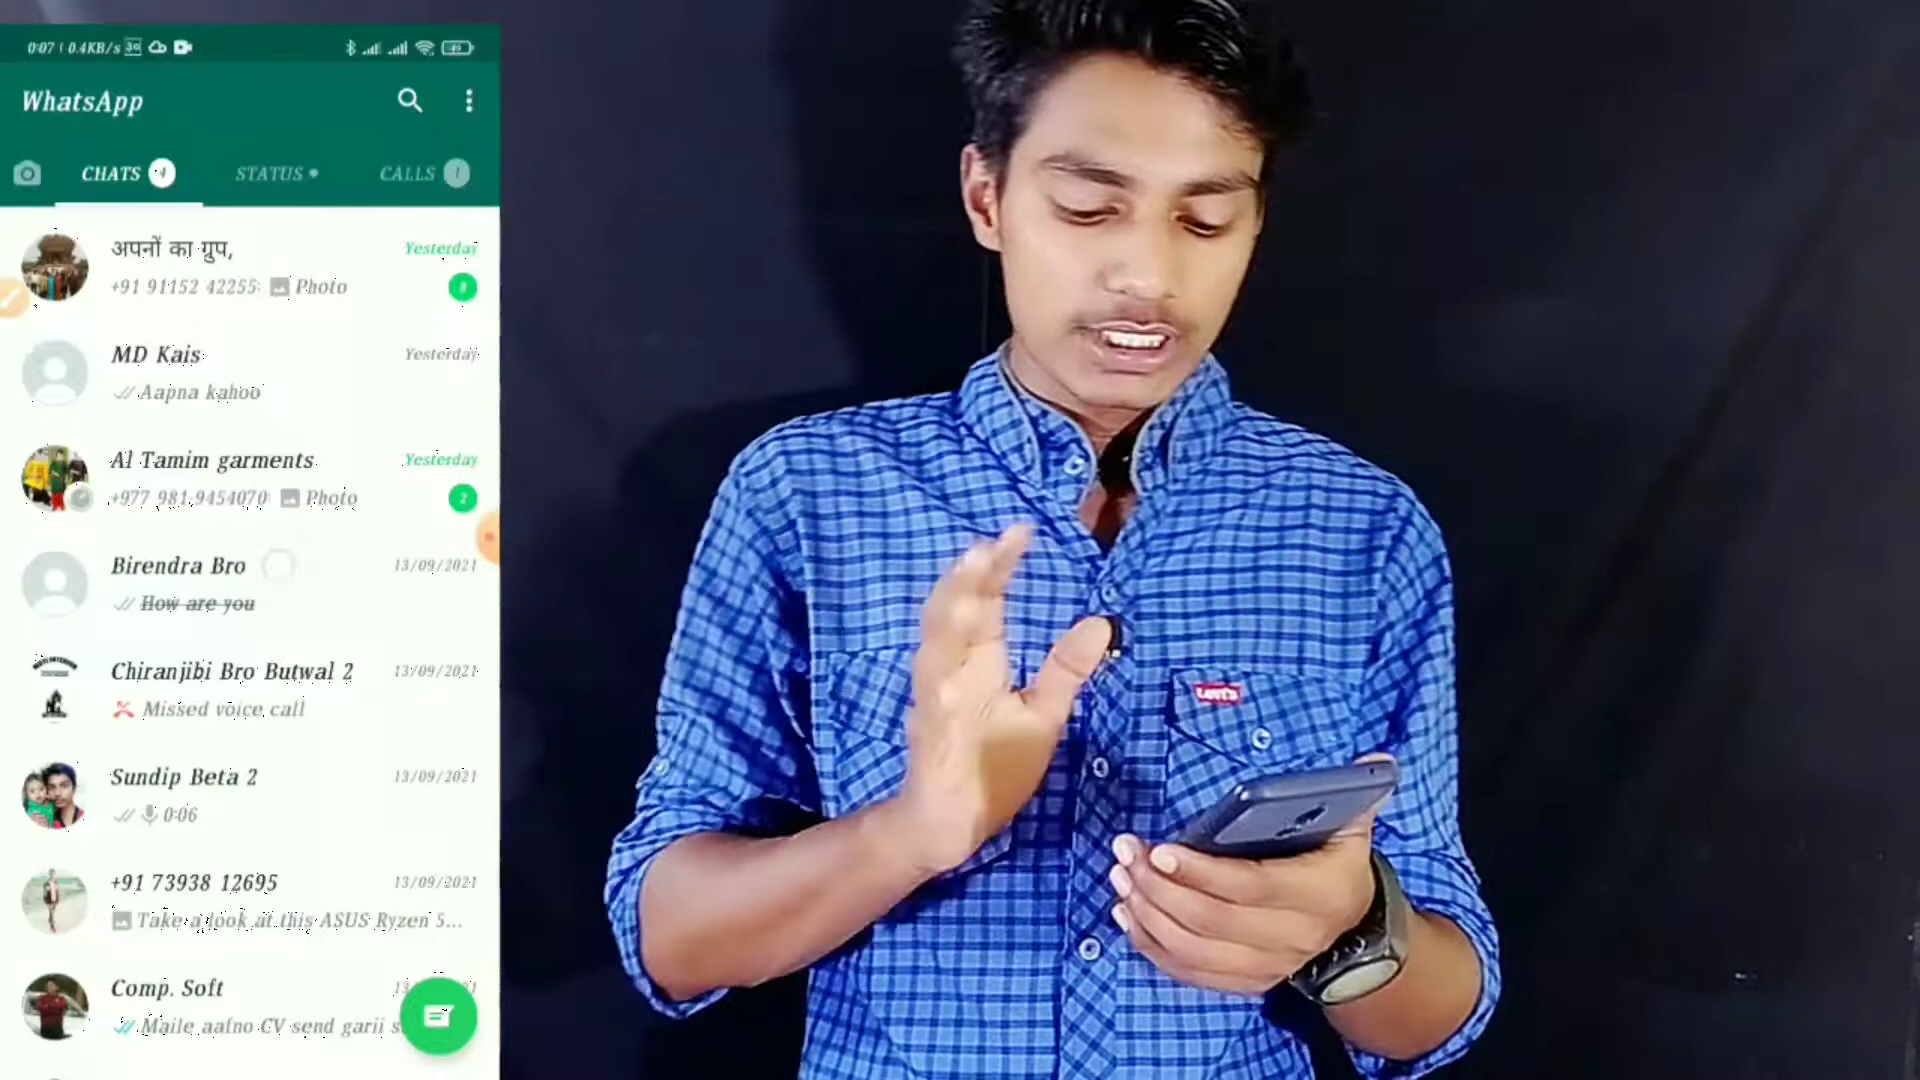 0:07 | 0.4KB/s
WhatsApp
CHATS 4 STATUS CALLS 1
अपनों का ग्रुप, Yesterday
+91 91152 42255: Photo 8
MD Kais Yesterday
Aapna kahoo
Al Tamim garments Yesterday
+977 981-9454070: Photo 2
Birendra Bro 13/09/2021
How are you
Chiranjibi Bro Butwal 2 13/09/2021
Missed voice call
Sundip Beta 2 13/09/2021
0:06
+91 73938 12695 13/09/2021
Take a look at this ASUS Ryzen 5...
Comp. Soft
Maile aafno CV send garii s
Levi's